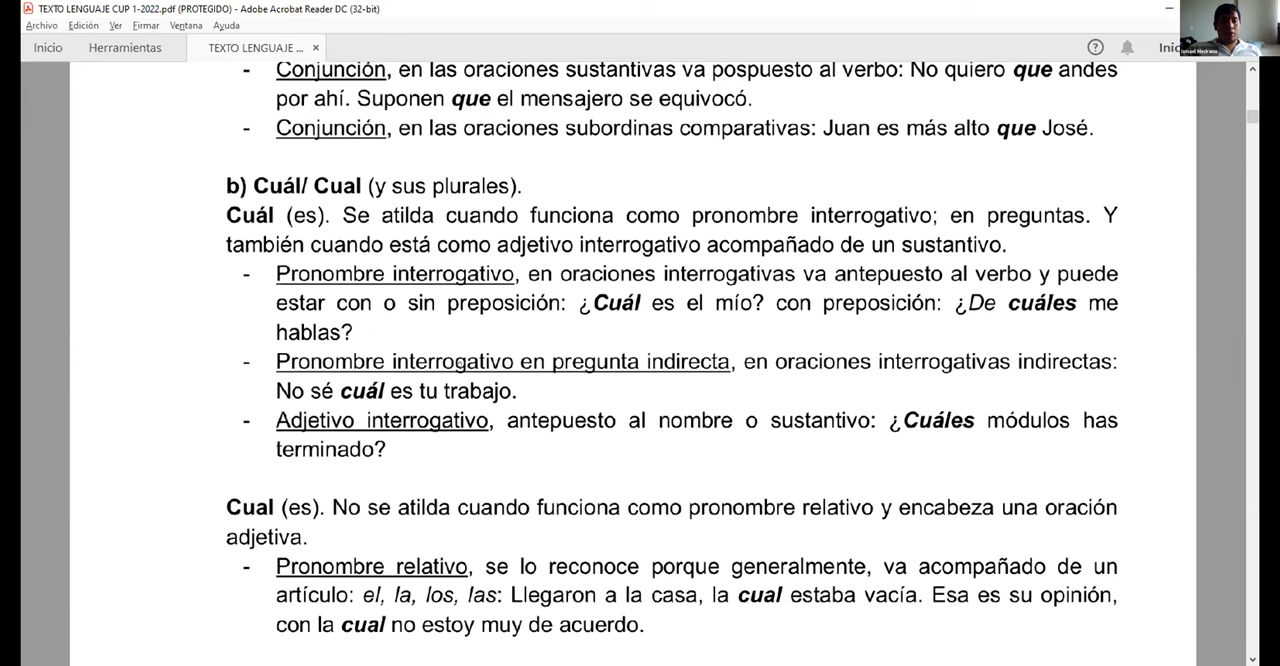 TEXTO LENGUAJE CUP 1-2022.pdf (PROTEGIDO) - Adobe Acrobat Reader DC (32-bit)
Archivo Edición Ver Firmar Ventana Ayuda
Inicio Herramientas TEXTO LENGUAJE ... ×
Ismael Medrano
- Conjunción, en las oraciones sustantivas va pospuesto al verbo: No quiero que andes
por ahí. Suponen que el mensajero se equivocó.
- Conjunción, en las oraciones subordinas comparativas: Juan es más alto que José.
b) Cuál/ Cual (y sus plurales).
Cuál (es). Se atilda cuando funciona como pronombre interrogativo; en preguntas. Y
también cuando está como adjetivo interrogativo acompañado de un sustantivo.
- Pronombre interrogativo, en oraciones interrogativas va antepuesto al verbo y puede
estar con o sin preposición: ¿Cuál es el mío? con preposición: ¿De cuáles me
hablas?
- Pronombre interrogativo en pregunta indirecta, en oraciones interrogativas indirectas:
No sé cuál es tu trabajo.
- Adjetivo interrogativo, antepuesto al nombre o sustantivo: ¿Cuáles módulos has
terminado?
Cual (es). No se atilda cuando funciona como pronombre relativo y encabeza una oración
adjetiva.
- Pronombre relativo, se lo reconoce porque generalmente, va acompañado de un
artículo: el, la, los, las: Llegaron a la casa, la cual estaba vacía. Esa es su opinión,
con la cual no estoy muy de acuerdo.